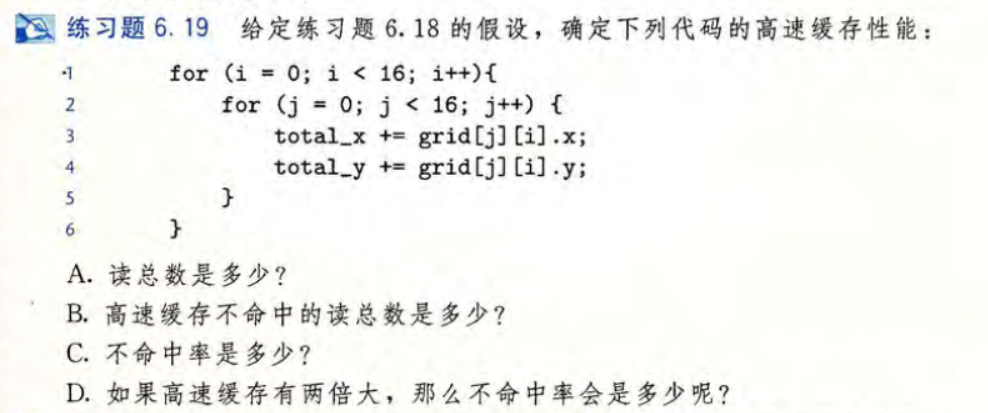 练习题 6.19 给定练习题 6.18 的假设，确定下列代码的高速缓存性能：
1 for (i = 0; i < 16; i++){
2 for (j = 0; j < 16; j++) {
3 total_x += grid[j][i].x;
4 total_y += grid[j][i].y;
5 }
6 }
A. 读总数是多少？
B. 高速缓存不命中的读总数是多少？
C. 不命中率是多少？
D. 如果高速缓存有两倍大，那么不命中率会是多少呢？